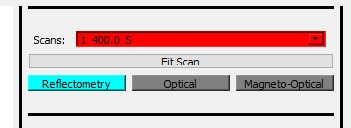 Scans: 1 400.0 S
Fit Scan
Reflectometry Optical Magneto-Optical